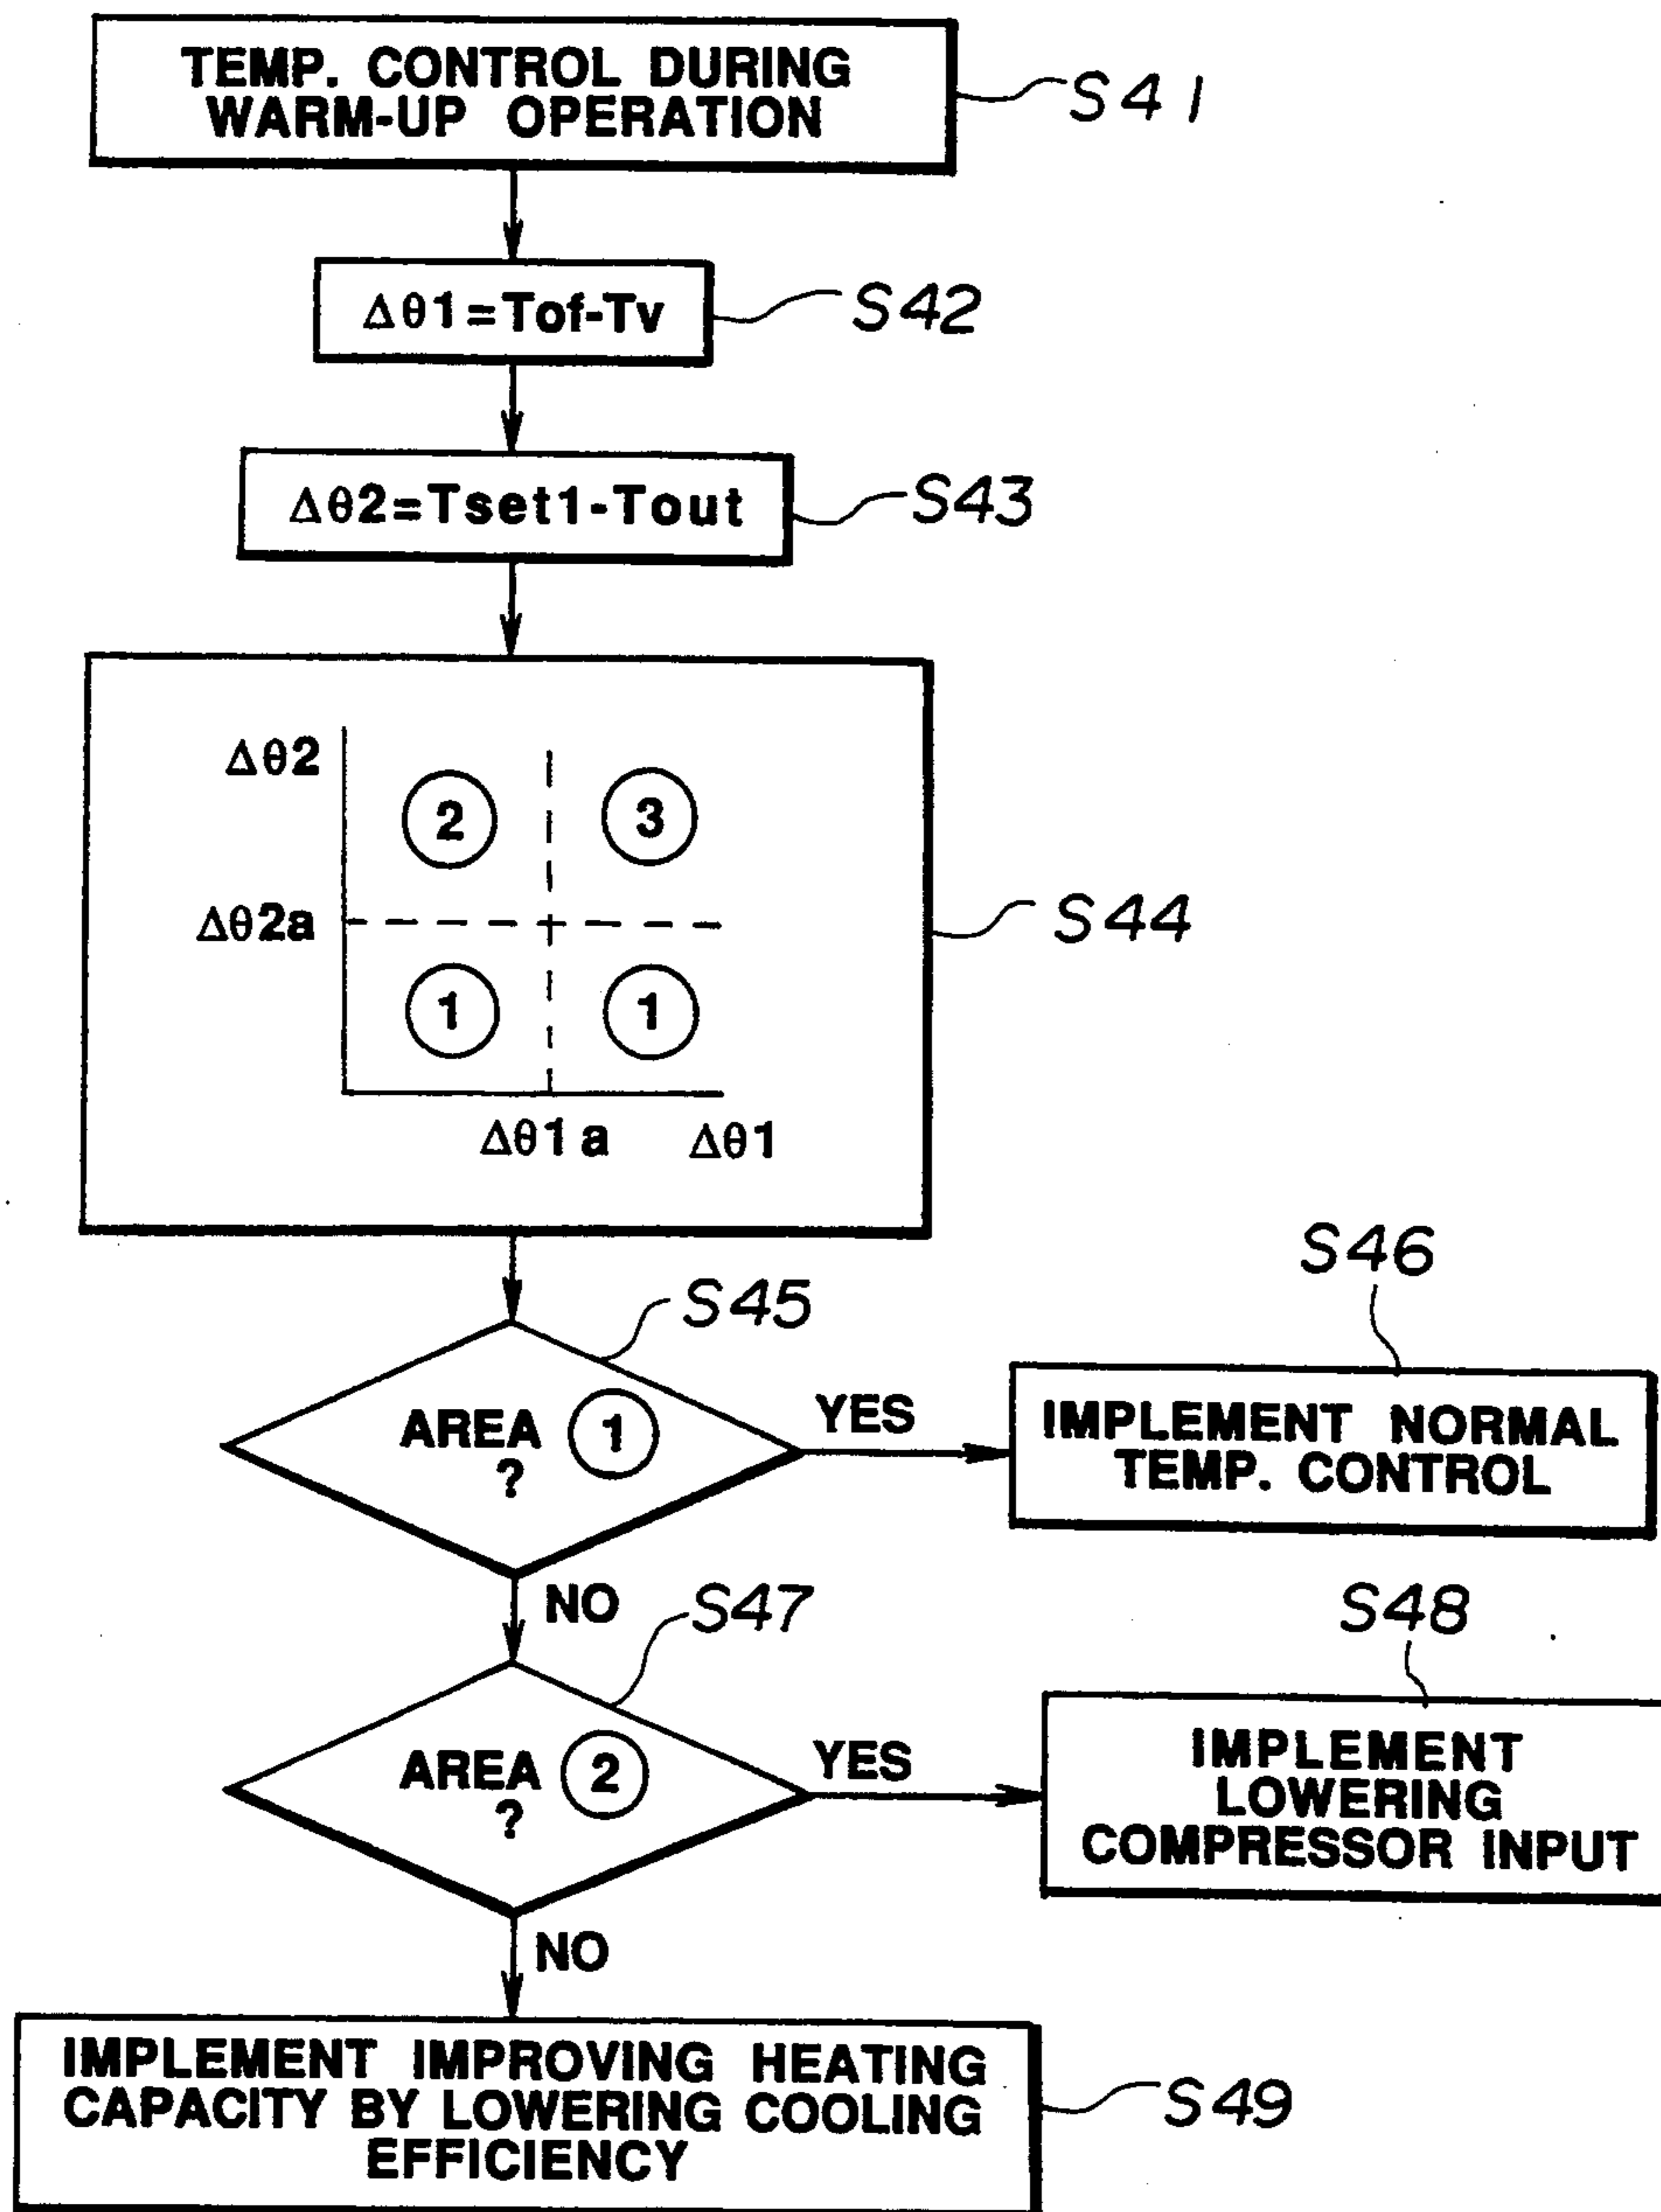 TEMP. CONTROL DURING
WARM-UP OPERATION
S41
Δθ1=Tof-Tv
S42
Δθ2=Tset1-Tout
S43
Δθ2
② ③
Δθ2a
S44
① ①
Δθ1a Δθ1
S45
AREA ①
?
YES
S46
IMPLEMENT NORMAL
TEMP. CONTROL
NO
S47
AREA ②
?
YES
S48
IMPLEMENT
LOWERING
COMPRESSOR INPUT
NO
IMPLEMENT IMPROVING HEATING
CAPACITY BY LOWERING COOLING
EFFICIENCY
S49